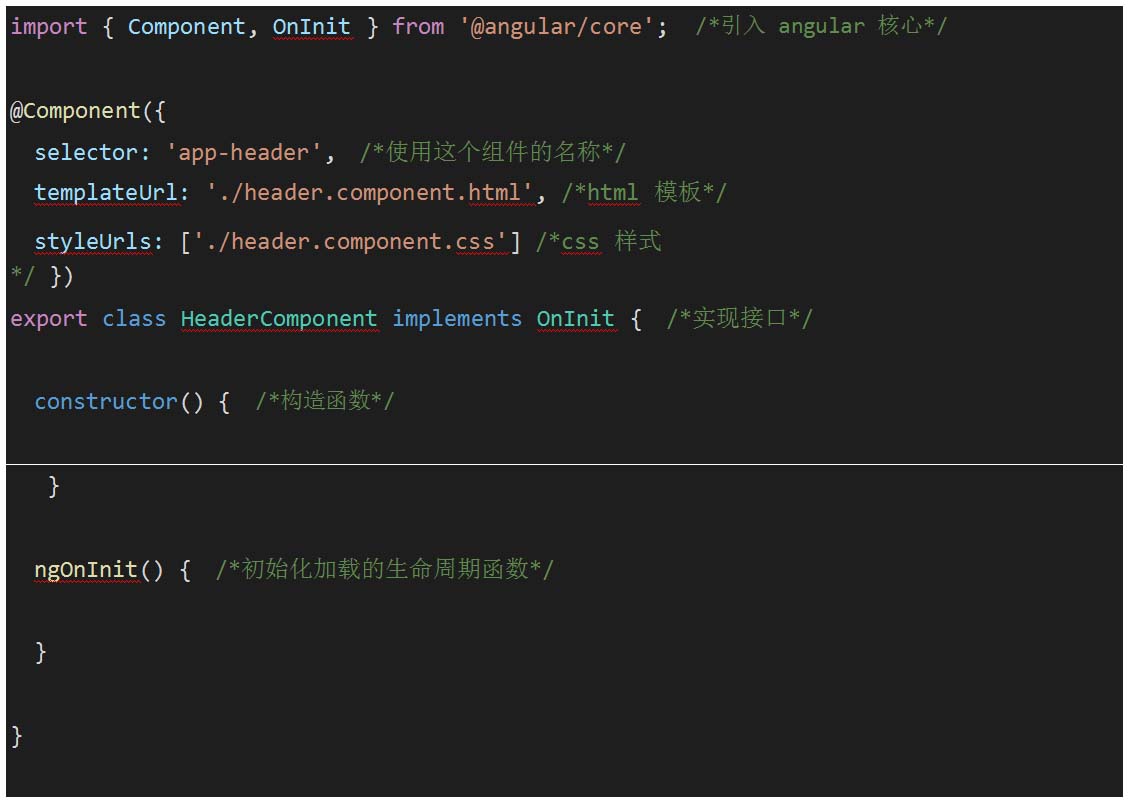 import { Component, OnInit } from '@angular/core'; /*引入 angular 核心*/
@Component({
selector: 'app-header', /*使用这个组件的名称*/
templateUrl: './header.component.html', /*html 模板*/
styleUrls: ['./header.component.css'] /*css 样式
*/ })
export class HeaderComponent implements OnInit { /*实现接口*/
constructor() { /*构造函数*/
}
ngOnInit() { /*初始化加载的生命周期函数*/
}
}